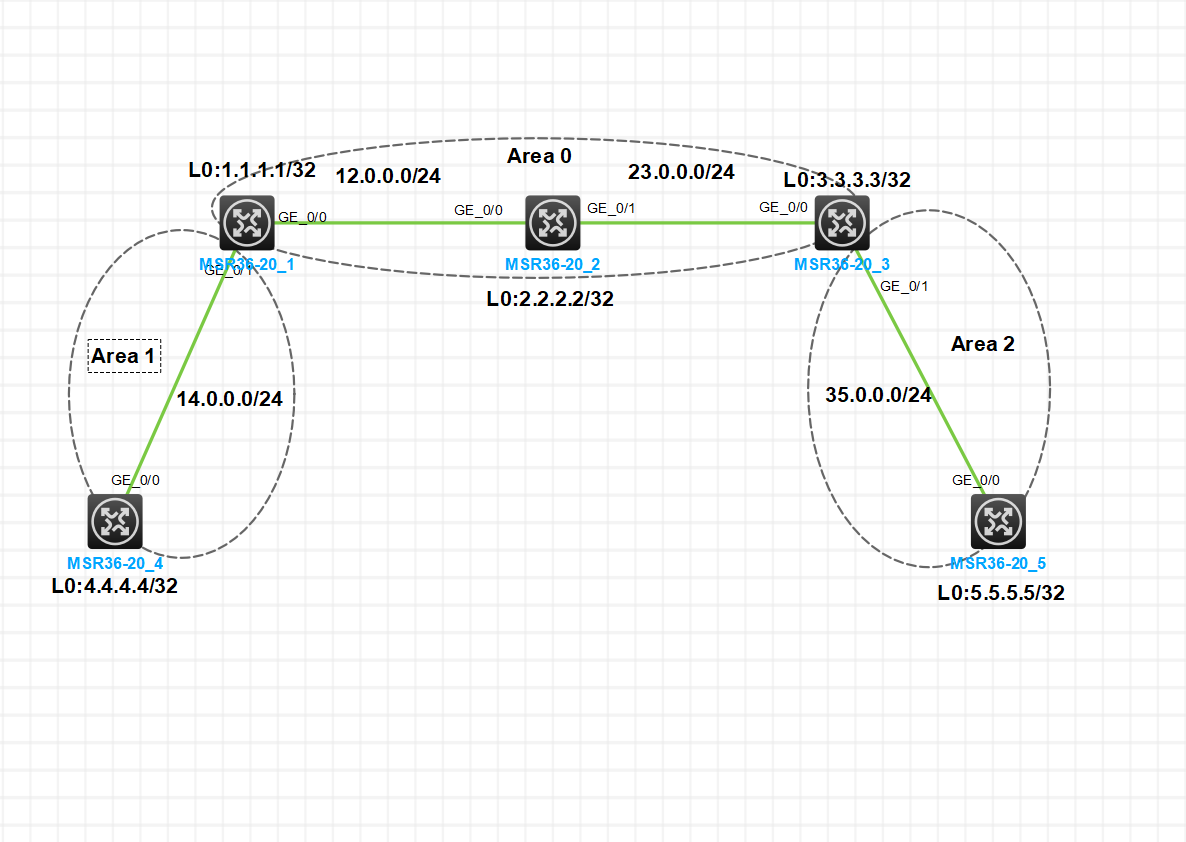 Area 0
L0:1.1.1.1/32
12.0.0.0/24
23.0.0.0/24
L0:3.3.3.3/32
GE_0/0
GE_0/0
GE_0/1
GE_0/0
MSR36-20_1
GE_0/1
MSR36-20_2
MSR36-20_3
L0:2.2.2.2/32
GE_0/1
Area 1
Area 2
14.0.0.0/24
35.0.0.0/24
GE_0/0
GE_0/0
MSR36-20_4
MSR36-20_5
L0:4.4.4.4/32
L0:5.5.5.5/32